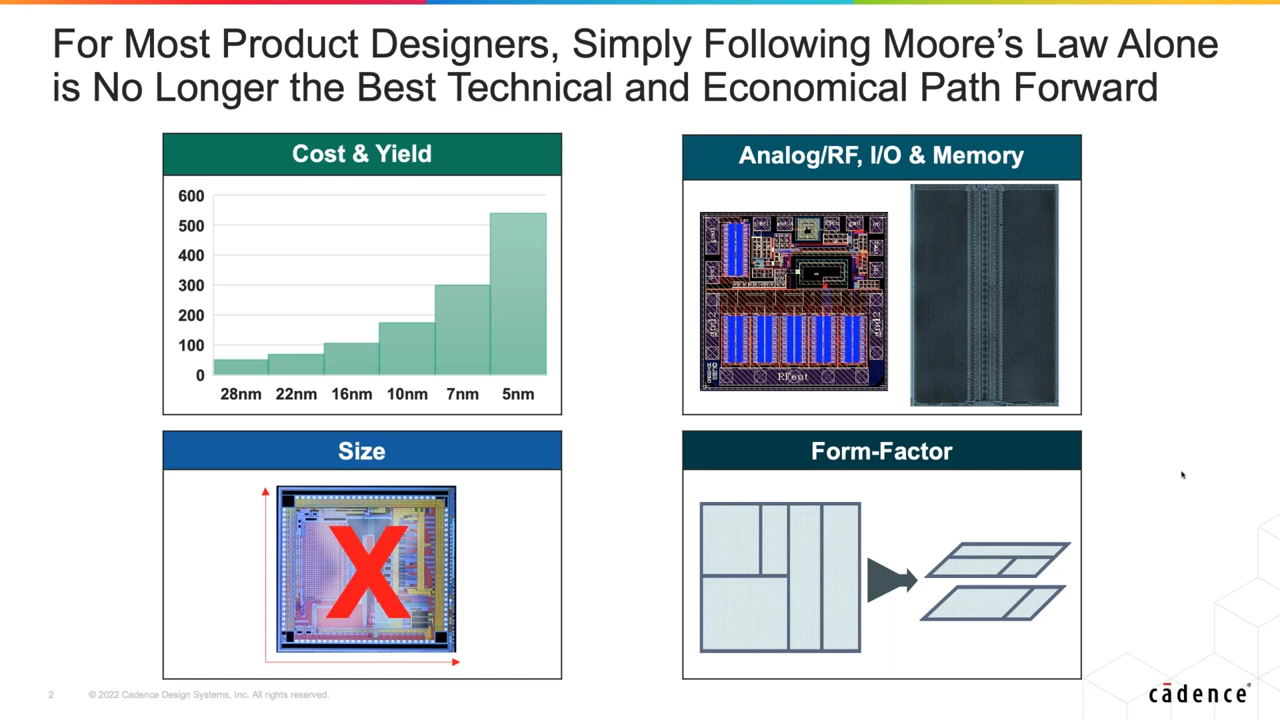 For Most Product Designers, Simply Following Moore’s Law Alone
is No Longer the Best Technical and Economical Path Forward
Cost & Yield
600
500
400
300
200
100
0
28nm 22nm 16nm 10nm 7nm 5nm
Analog/RF, I/O & Memory
RFout
Size
X
Form-Factor
2 © 2022 Cadence Design Systems, Inc. All rights reserved.
cādence®